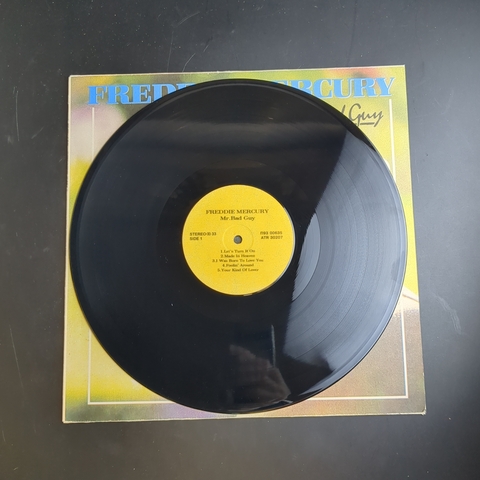 FREDDIE MERCURY
Guy
FREDDIE MERCURY
Mr.Bad Guy
STEREO
SIDE 1
1 Let's Turn It On
2 Made In Heaven
3 I Was Born To Love You
4 Foolin' Around
5 Your Kind Of Lover